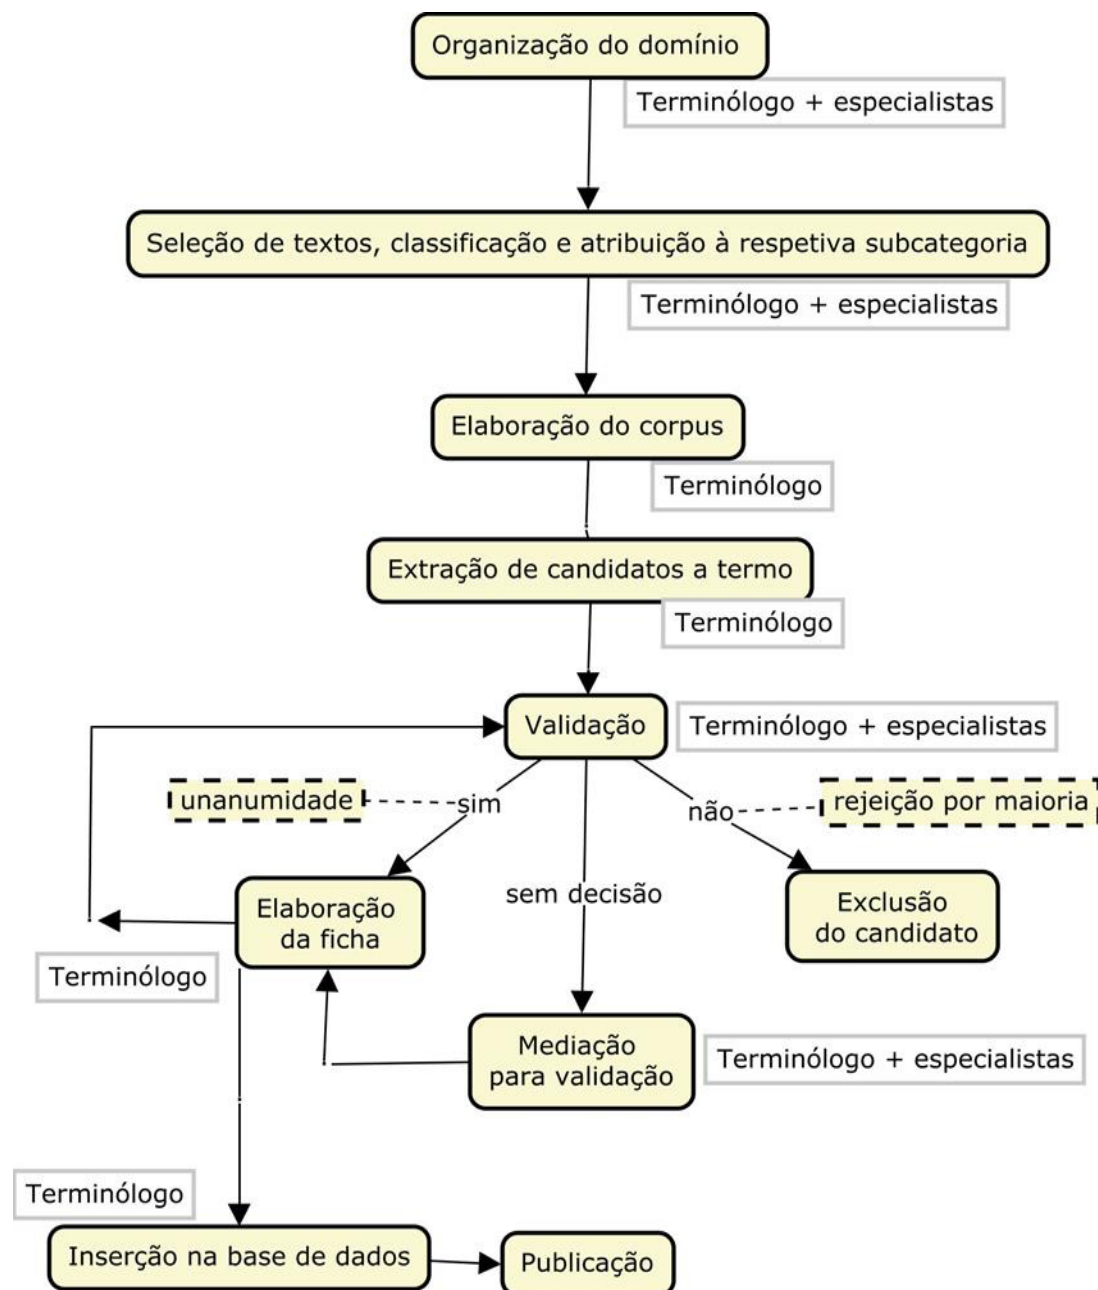 Organização do domínio
Terminólogo + especialistas
Seleção de textos, classificação e atribuição à respetiva subcategoria
Terminólogo + especialistas
Elaboração do corpus
Terminólogo
Extração de candidatos a termo
Terminólogo
Validação
Terminólogo + especialistas
unanumidade
sim
não
rejeição por maioria
sem decisão
Elaboração
da ficha
Exclusão
do candidato
Terminólogo
Mediação
para validação
Terminólogo + especialistas
Terminólogo
Inserção na base de dados
Publicação